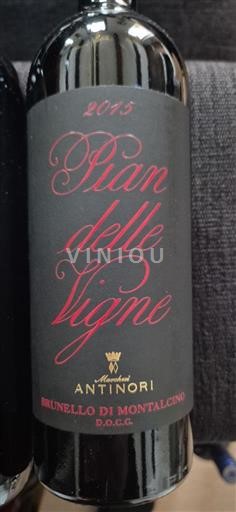 2015
Pian
delle
VINIOU
Vigne
Marchesi
ANTINORI
BRUNELLO DI MONTALCINO
D.O.C.G.